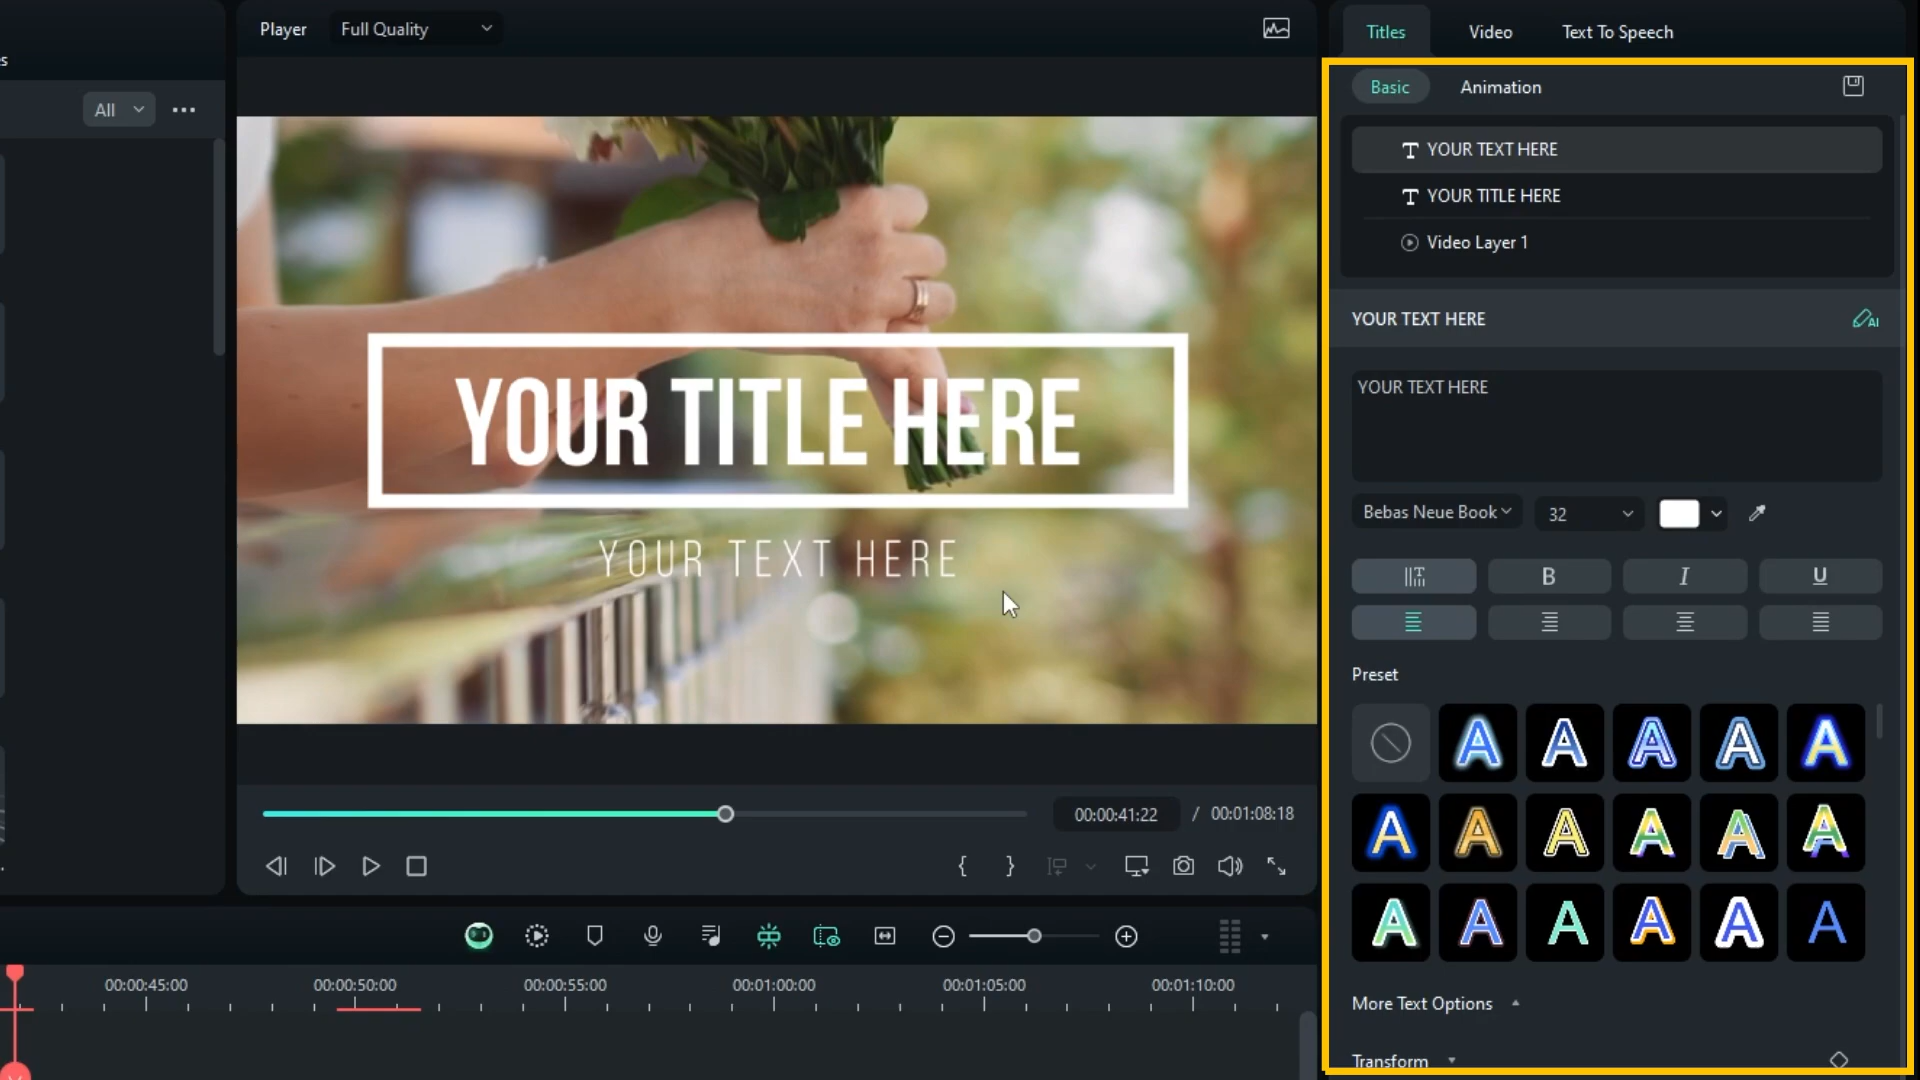 Player
Full Quality
Titles
Video
Text To Speech
s
All
Basic
Animation
YOUR TEXT HERE
YOUR TITLE HERE
Video Layer 1
YOUR TEXT HERE
AI
YOUR TEXT HERE
YOUR TITLE HERE
YOUR TEXT HERE
Bebas Neue Book
32
B
I
U
Preset
A A A A A
A A A A A A
A A A A A A
00:00:41:22 / 00:01:08:18
{ }
More Text Options
Transform
00:00:45:00
00:00:50:00
00:00:55:00
00:01:00:00
00:01:05:00
00:01:10:00